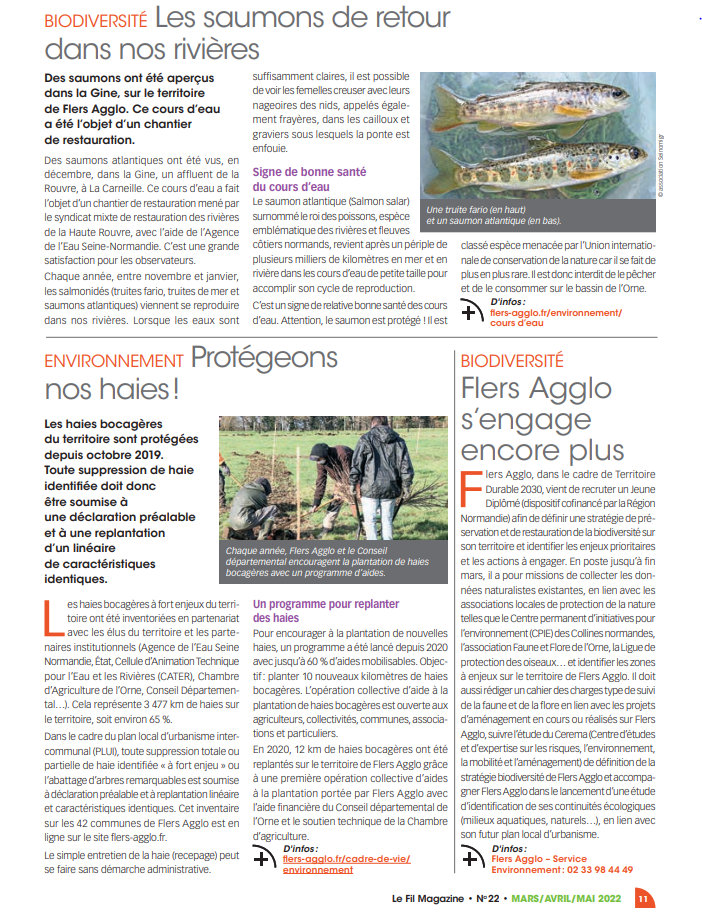 BIODIVERSITÉ Les saumons de retour
dans nos rivières
Des saumons ont été aperçus
dans la Gine, sur le territoire
de Flers Agglo. Ce cours d'eau
a été l'objet d'un chantier
de restauration.
Des saumons atlantiques ont été vus, en
décembre, dans la Gine, un affluent de la
Rouvre, à La Carneille. Ce cours d'eau a fait
l'objet d'un chantier de restauration mené par
le syndicat mixte de restauration des rivières
de la Haute Rouvre, avec l'aide de l'Agence
de l'Eau Seine-Normandie. C'est une grande
satisfaction pour les observateurs.
Chaque année, entre novembre et janvier,
les salmonidés (truites fario, truites de mer et
saumons atlantiques) viennent se reproduire
dans nos rivières. Lorsque les eaux sont
suffisamment claires, il est possible
de voir les femelles creuser avec leurs
nageoires des nids, appelés égale-
ment frayères, dans les cailloux et
graviers sous lesquels la ponte est
enfouie.
Signe de bonne santé
du cours d'eau
Le saumon atlantique (Salmon salar)
surnommé le roi des poissons, espèce
emblématique des rivières et fleuves
côtiers normands, revient après un périple de
plusieurs milliers de kilomètres en mer et en
rivière dans les cours d'eau de petite taille pour
accomplir son cycle de reproduction.
C'est un signe de relative bonne santé des cours
d'eau. Attention, le saumon est protégé ! Il est
© association Seinormigr
Une truite fario (en haut)
et un saumon atlantique (en bas).
classé espèce menacée par l'Union internatio-
nale de conservation de la nature car il se fait de
plus en plus rare. Il est donc interdit de le pêcher
et de le consommer sur le bassin de l'Orne.
D'infos :
flers-agglo.fr/environnement/
cours d'eau
ENVIRONNEMENT Protégeons
nos haies !
Les haies bocagères
du territoire sont protégées
depuis octobre 2019.
Toute suppression de haie
identifiée doit donc
être soumise à
une déclaration préalable
et à une replantation
d'un linéaire
de caractéristiques
identiques.
Chaque année, Flers Agglo et le Conseil
départemental encouragent la plantation de haies
bocagères avec un programme d'aides.
Les haies bocagères à fort enjeux du terri-
toire ont été inventoriées en partenariat
avec les élus du territoire et les parte-
naires institutionnels (Agence de l'Eau Seine
Normandie, État, Cellule d'Animation Technique
pour l'Eau et les Rivières (CATER), Chambre
d'Agriculture de l'Orne, Conseil Départemen-
tal…). Cela représente 3 477 km de haies sur
le territoire, soit environ 65 %.
Dans le cadre du plan local d'urbanisme inter-
communal (PLUI), toute suppression totale ou
partielle de haie identifiée « à fort enjeu » ou
l'abattage d'arbres remarquables est soumise
à déclaration préalable et à replantation linéaire
et caractéristiques identiques. Cet inventaire
sur les 42 communes de Flers Agglo est en
ligne sur le site flers-agglo.fr.
Le simple entretien de la haie (recepage) peut
se faire sans démarche administrative.
Un programme pour replanter
des haies
Pour encourager à la plantation de nouvelles
haies, un programme a été lancé depuis 2020
avec jusqu'à 60 % d'aides mobilisables. Objec-
tif : planter 10 nouveaux kilomètres de haies
bocagères. L'opération collective d'aide à la
plantation de haies bocagères est ouverte aux
agriculteurs, collectivités, communes, associa-
tions et particuliers.
En 2020, 12 km de haies bocagères ont été
replantés sur le territoire de Flers Agglo grâce
à une première opération collective d'aides
à la plantation portée par Flers Agglo avec
l'aide financière du Conseil départemental de
l'Orne et le soutien technique de la Chambre
d'agriculture.
D'infos :
flers-agglo.fr/cadre-de-vie/
environnement
BIODIVERSITÉ
Flers Agglo
s'engage
encore plus
Flers Agglo, dans le cadre de Territoire
Durable 2030, vient de recruter un Jeune
Diplômé (dispositif cofinancé par la Région
Normandie) afin de définir une stratégie de pré-
servation et de restauration de la biodiversité sur
son territoire et identifier les enjeux prioritaires
et les actions à engager. En poste jusqu'à fin
mars, il a pour missions de collecter les don-
nées naturalistes existantes, en lien avec les
associations locales de protection de la nature
telles que le Centre permanent d'initiatives pour
l'environnement (CPIE) des Collines normandes,
l'association Faune et Flore de l'Orne, la Ligue de
protection des oiseaux… et identifier les zones
à enjeux sur le territoire de Flers Agglo. Il doit
aussi rédiger un cahier des charges type de suivi
de la faune et de la flore en lien avec les projets
d'aménagement en cours ou réalisés sur Flers
Agglo, suivre l'étude du Cerema (Centre d'études
et d'expertise sur les risques, l'environnement,
la mobilité et l'aménagement) de définition de la
stratégie biodiversité de Flers Agglo et accompa-
gner Flers Agglo dans le lancement d'une étude
d'identification de ses continuités écologiques
(milieux aquatiques, naturels…), en lien avec
son futur plan local d'urbanisme.
D'infos :
Flers Agglo – Service
Environnement : 02 33 98 44 49
Le Fil Magazine • N° 22 • MARS/AVRIL/MAI 2022 11